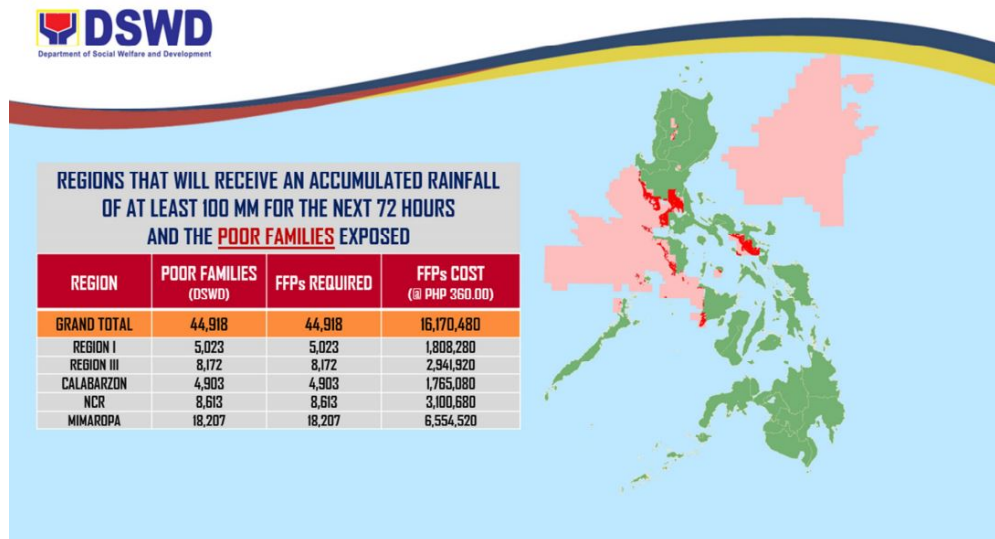 DSWD
Department of Social Welfare and Development
REGIONS THAT WILL RECEIVE AN ACCUMULATED RAINFALL
OF AT LEAST 100 MM FOR THE NEXT 72 HOURS
AND THE POOR FAMILIES EXPOSED
REGION POOR FAMILIES (DSWD) FFPs REQUIRED FFPs COST (@ PHP 360.00)
GRAND TOTAL 44,918 44,918 16,170,480
REGION I 5,023 5,023 1,808,280
REGION III 8,172 8,172 2,941,920
CALABARZON 4,903 4,903 1,765,080
NCR 8,613 8,613 3,100,680
MIMAROPA 18,207 18,207 6,554,520